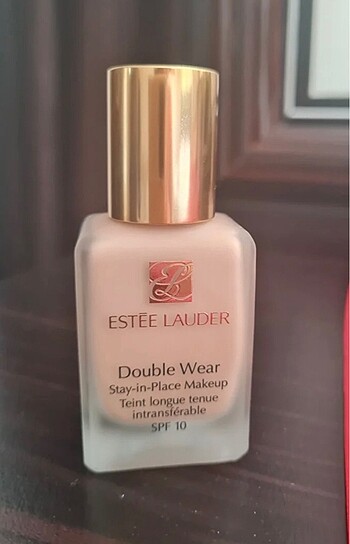 ESTĒE LAUDER
Double Wear
Stay-in-Place Makeup
Teint longue tenue
intransférable
SPF 10